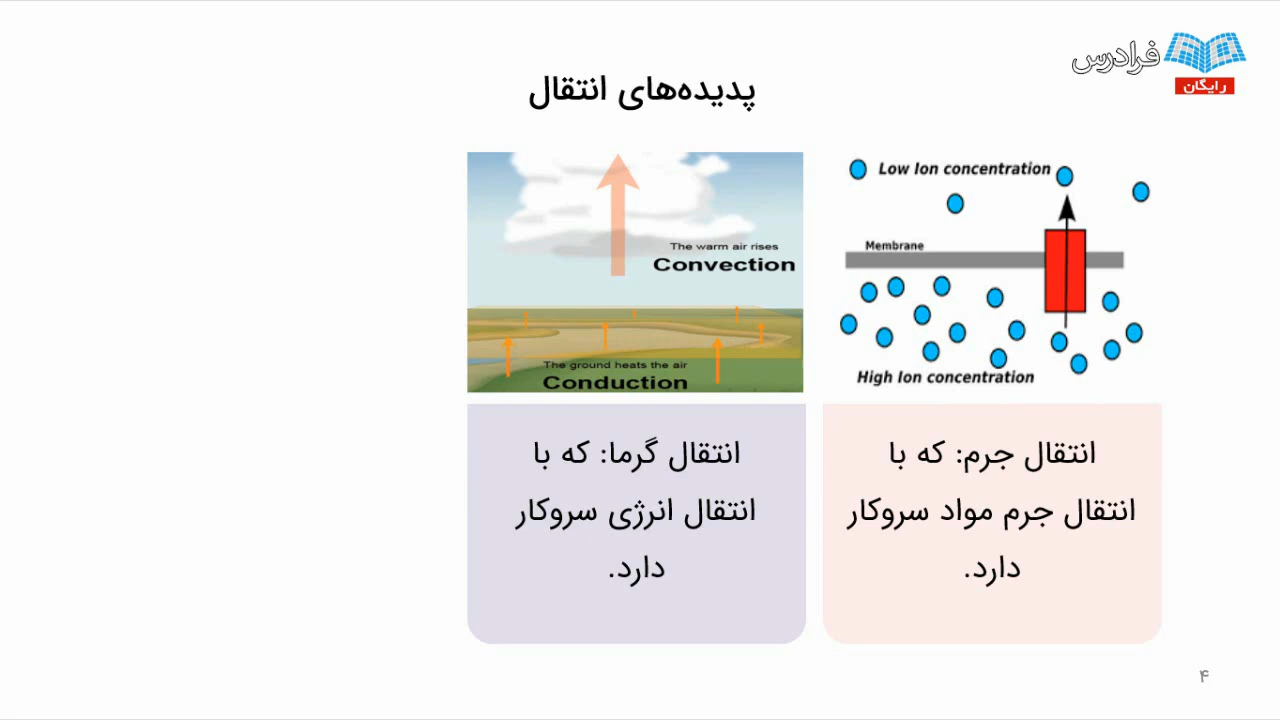 فرادرس
رایگان
پدیده‌های انتقال
Low Ion concentration
Membrane
High Ion concentration
انتقال جرم: که با
انتقال جرم مواد سروکار
دارد.
The warm air rises
Convection
The ground heats the air
Conduction
انتقال گرما: که با
انتقال انرژی سروکار
دارد.
۴